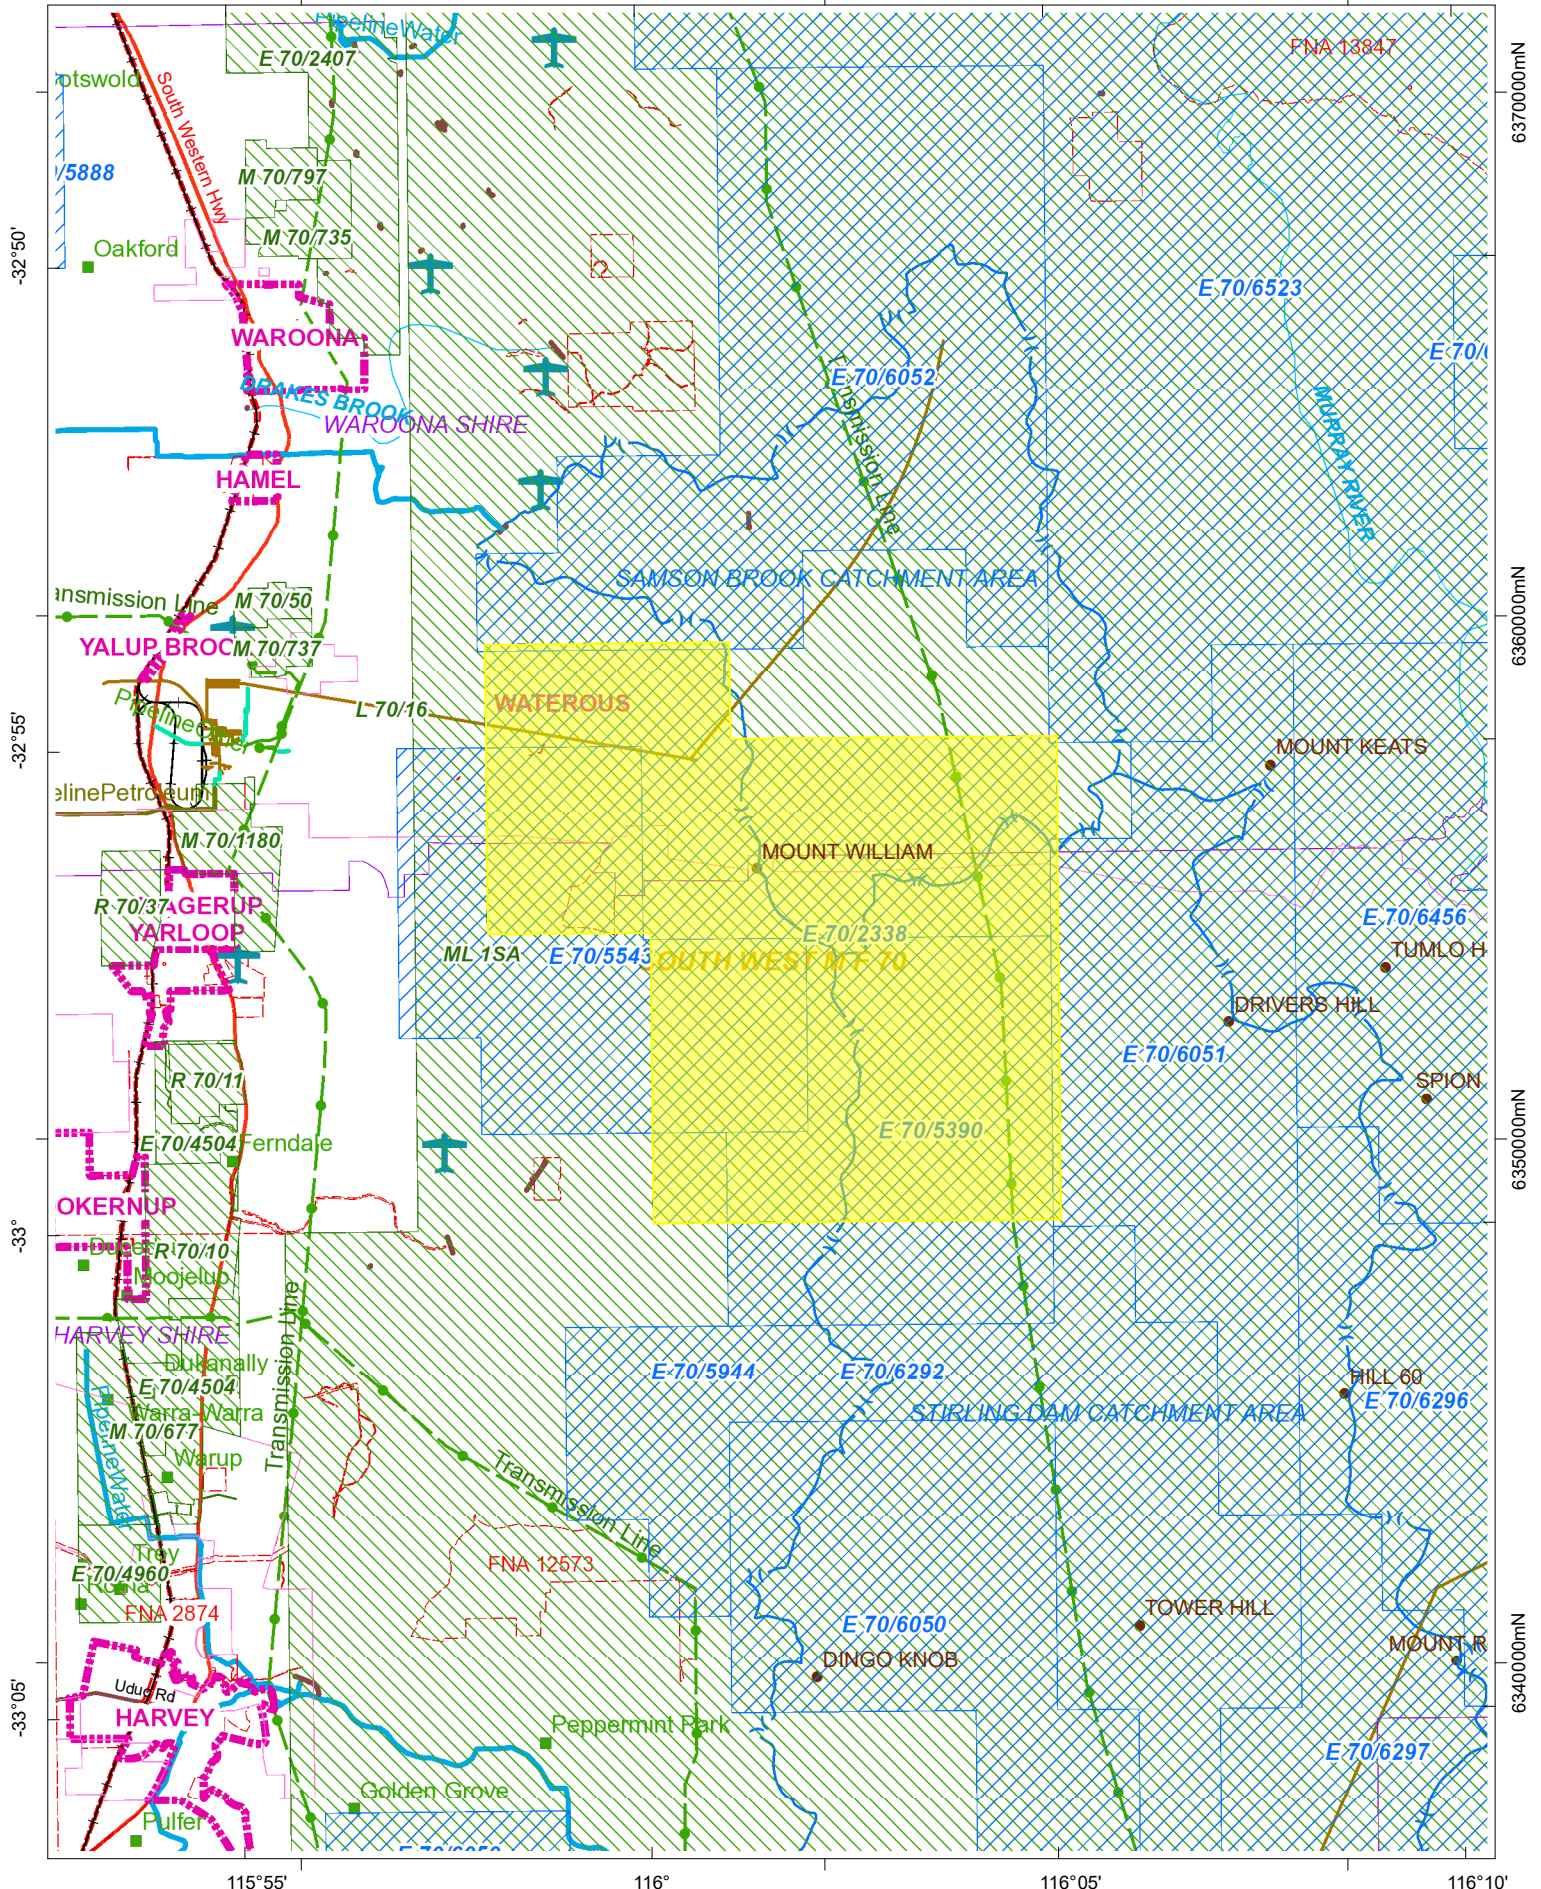 PipelineWater
FNA 13847
E 70/2407
otswold
6370000mN
South Western Hwy
/5888
M 70/797
M 70/735
-32°50'
Oakford
E 70/6523
WAROONA
E 70/6052
DRAKES BROOK
WAROONA SHIRE
MURRAY RIVER
HAMEL
SAMSON BROOK CATCHMENT AREA
ansmission Line
M 70/50
6360000mN
YALUP BROO
M 70/737
WATEROUS
L 70/16
-32°55'
MOUNT KEATS
elinePetroleum
M 70/1180
MOUNT WILLIAM
R 70/37
AGERUP
E 70/6456
YARLOOP
E 70/2338
ML 1SA
E 70/5543
OUTH WEST M F 70
TUMLO H
DRIVERS HILL
E 70/6051
R 70/11
SPION
6350000mN
E 70/4504
Ferndale
E 70/5390
OKERNUP
-33°
R 70/10
Moojelup
Transmission Line
HARVEY SHIRE
Dukanally
E 70/5944
E 70/6292
HILL 60
E 70/4504
Warra-Warra
E 70/6296
STIRLING DAM CATCHMENT AREA
M 70/677
PipelineWater
Warup
Transmission Line
Trey
E 70/4960
FNA 12573
FNA 2874
TOWER HILL
E 70/6050
DINGO KNOB
MOUNT R
6340000mN
Uduc Rd
-33°05'
HARVEY
Peppermint Park
E 70/6297
Golden Grove
Pulfer
115°55'
116°
116°05'
116°10'